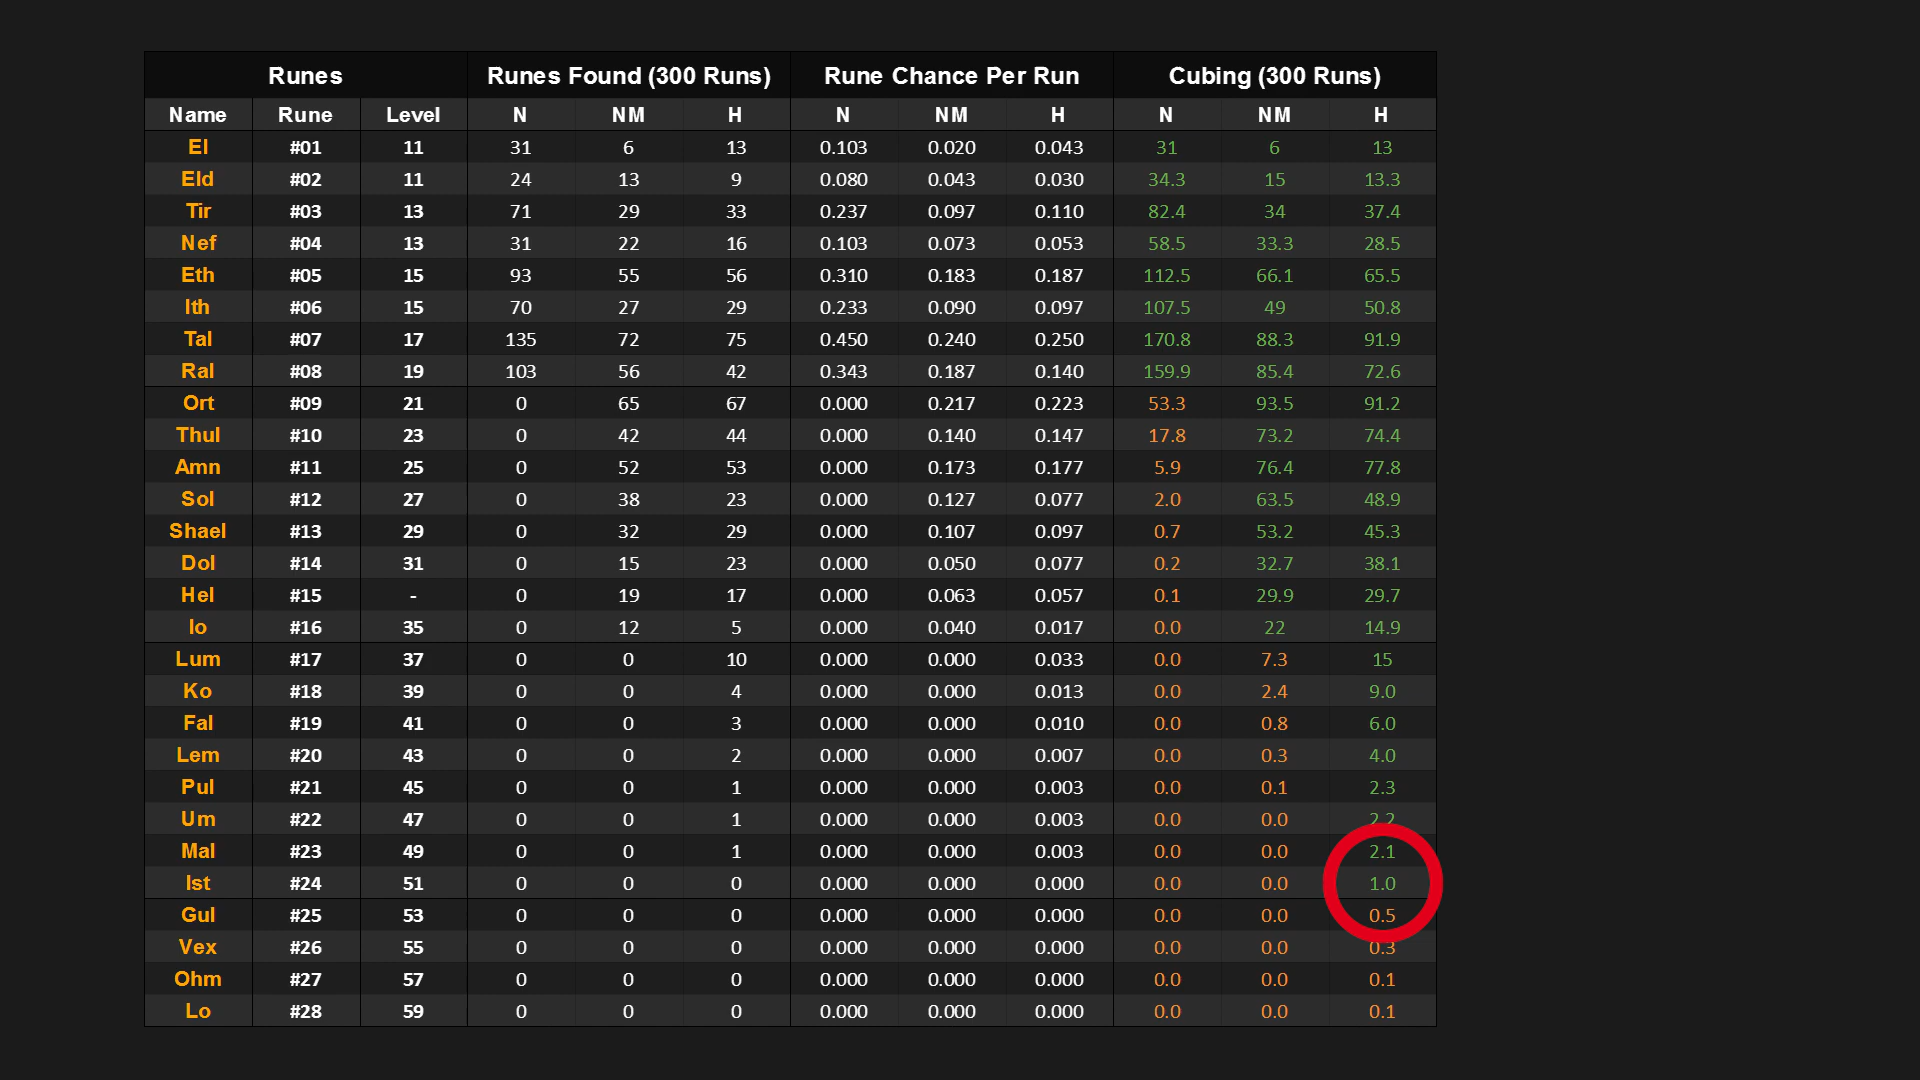 Runes Runes Found (300 Runs) Rune Chance Per Run Cubing (300 Runs)
Name Rune Level N NM H N NM H N NM H
El #01 11 31 6 13 0.103 0.020 0.043 31 6 13
Eld #02 11 24 13 9 0.080 0.043 0.030 34.3 15 13.3
Tir #03 13 71 29 33 0.237 0.097 0.110 82.4 34 37.4
Nef #04 13 31 22 16 0.103 0.073 0.053 58.5 33.3 28.5
Eth #05 15 93 55 56 0.310 0.183 0.187 112.5 66.1 65.5
Ith #06 15 70 27 29 0.233 0.090 0.097 107.5 49 50.8
Tal #07 17 135 72 75 0.450 0.240 0.250 170.8 88.3 91.9
Ral #08 19 103 56 42 0.343 0.187 0.140 159.9 85.4 72.6
Ort #09 21 0 65 67 0.000 0.217 0.223 53.3 93.5 91.2
Thul #10 23 0 42 44 0.000 0.140 0.147 17.8 73.2 74.4
Amn #11 25 0 52 53 0.000 0.173 0.177 5.9 76.4 77.8
Sol #12 27 0 38 23 0.000 0.127 0.077 2.0 63.5 48.9
Shael #13 29 0 32 29 0.000 0.107 0.097 0.7 53.2 45.3
Dol #14 31 0 15 23 0.000 0.050 0.077 0.2 32.7 38.1
Hel #15 - 0 19 17 0.000 0.063 0.057 0.1 29.9 29.7
Io #16 35 0 12 5 0.000 0.040 0.017 0.0 22 14.9
Lum #17 37 0 0 10 0.000 0.000 0.033 0.0 7.3 15
Ko #18 39 0 0 4 0.000 0.000 0.013 0.0 2.4 9.0
Fal #19 41 0 0 3 0.000 0.000 0.010 0.0 0.8 6.0
Lem #20 43 0 0 2 0.000 0.000 0.007 0.0 0.3 4.0
Pul #21 45 0 0 1 0.000 0.000 0.003 0.0 0.1 2.3
Um #22 47 0 0 1 0.000 0.000 0.003 0.0 0.0 2.2
Mal #23 49 0 0 1 0.000 0.000 0.003 0.0 0.0 2.1
Ist #24 51 0 0 0 0.000 0.000 0.000 0.0 0.0 1.0
Gul #25 53 0 0 0 0.000 0.000 0.000 0.0 0.0 0.5
Vex #26 55 0 0 0 0.000 0.000 0.000 0.0 0.0 0.3
Ohm #27 57 0 0 0 0.000 0.000 0.000 0.0 0.0 0.1
Lo #28 59 0 0 0 0.000 0.000 0.000 0.0 0.0 0.1